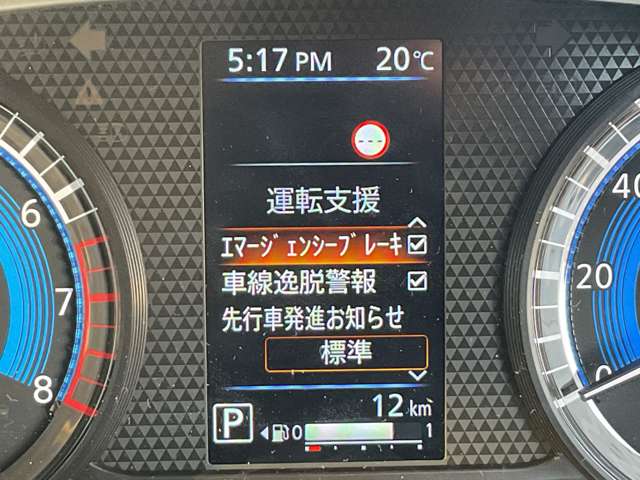 5:17 PM 20℃
---
運転支援
6 ｴﾏｰｼﾞｪﾝｼｰﾌﾞﾚｰｷ 40
車線逸脱警報
7 先行車発進お知らせ 20
標準
8 0
12 km
P 0 1